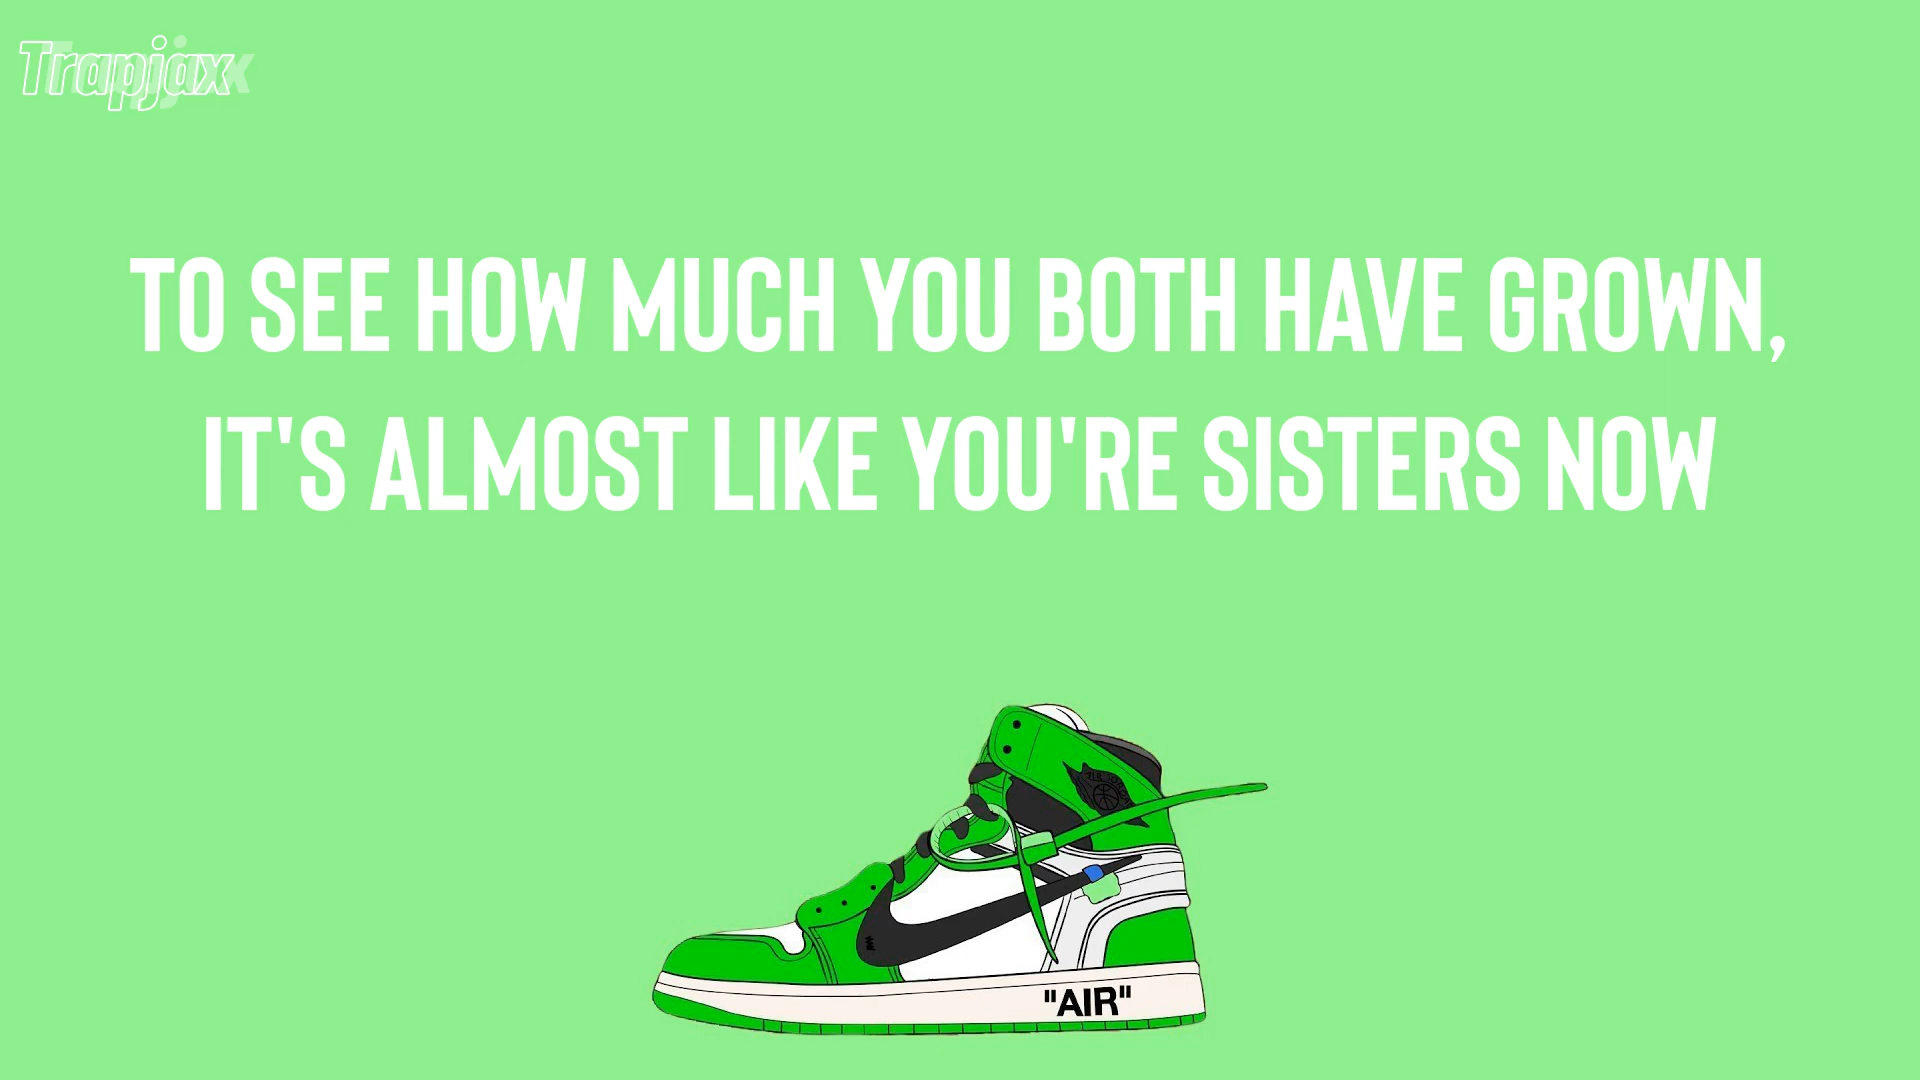 Trapjax
TO SEE HOW MUCH YOU BOTH HAVE GROWN,
IT'S ALMOST LIKE YOU'RE SISTERS NOW
"AIR"